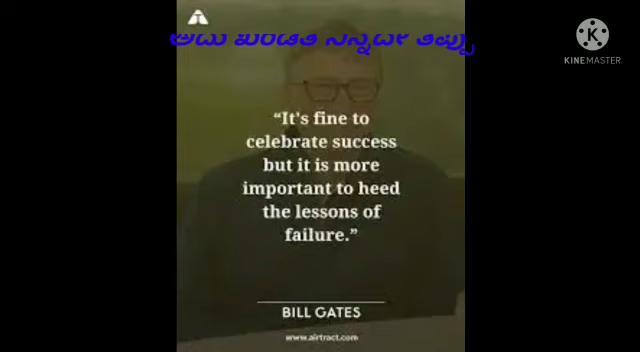 KINEMASTER
“It's fine to
celebrate success
but it is more
important to heed
the lessons of
failure.”
BILL GATES
www.airtract.com